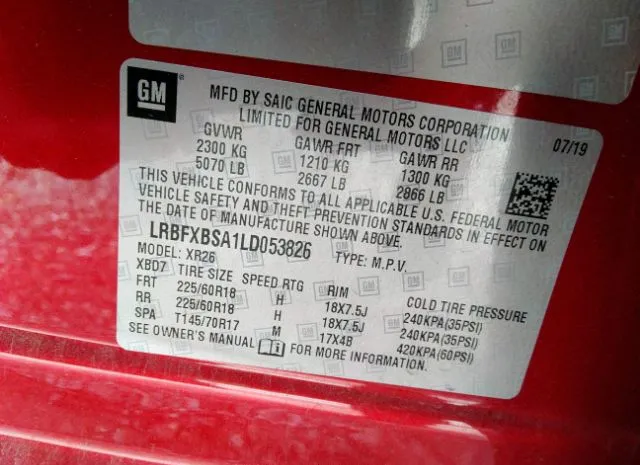 GM
MFD BY SAIC GENERAL MOTORS CORPORATION
LIMITED FOR GENERAL MOTORS LLC
07/19
GVWR GAWR FRT GAWR RR
2300 KG 1210 KG 1300 KG
5070 LB 2667 LB 2866 LB
THIS VEHICLE CONFORMS TO ALL APPLICABLE U.S. FEDERAL MOTOR
VEHICLE SAFETY AND THEFT PREVENTION STANDARDS IN EFFECT ON
THE DATE OF MANUFACTURE SHOWN ABOVE.
LRBFXBSA1LD053826 TYPE: M.P.V.
MODEL: XR26
XBD7 TIRE SIZE SPEED RTG RIM COLD TIRE PRESSURE
FRT 225/60R18 H 18X7.5J 240KPA(35PSI)
RR 225/60R18 H 18X7.5J 240KPA(35PSI)
SPA T145/70R17 M 17X4B 420KPA(60PSI)
SEE OWNER'S MANUAL i FOR MORE INFORMATION.